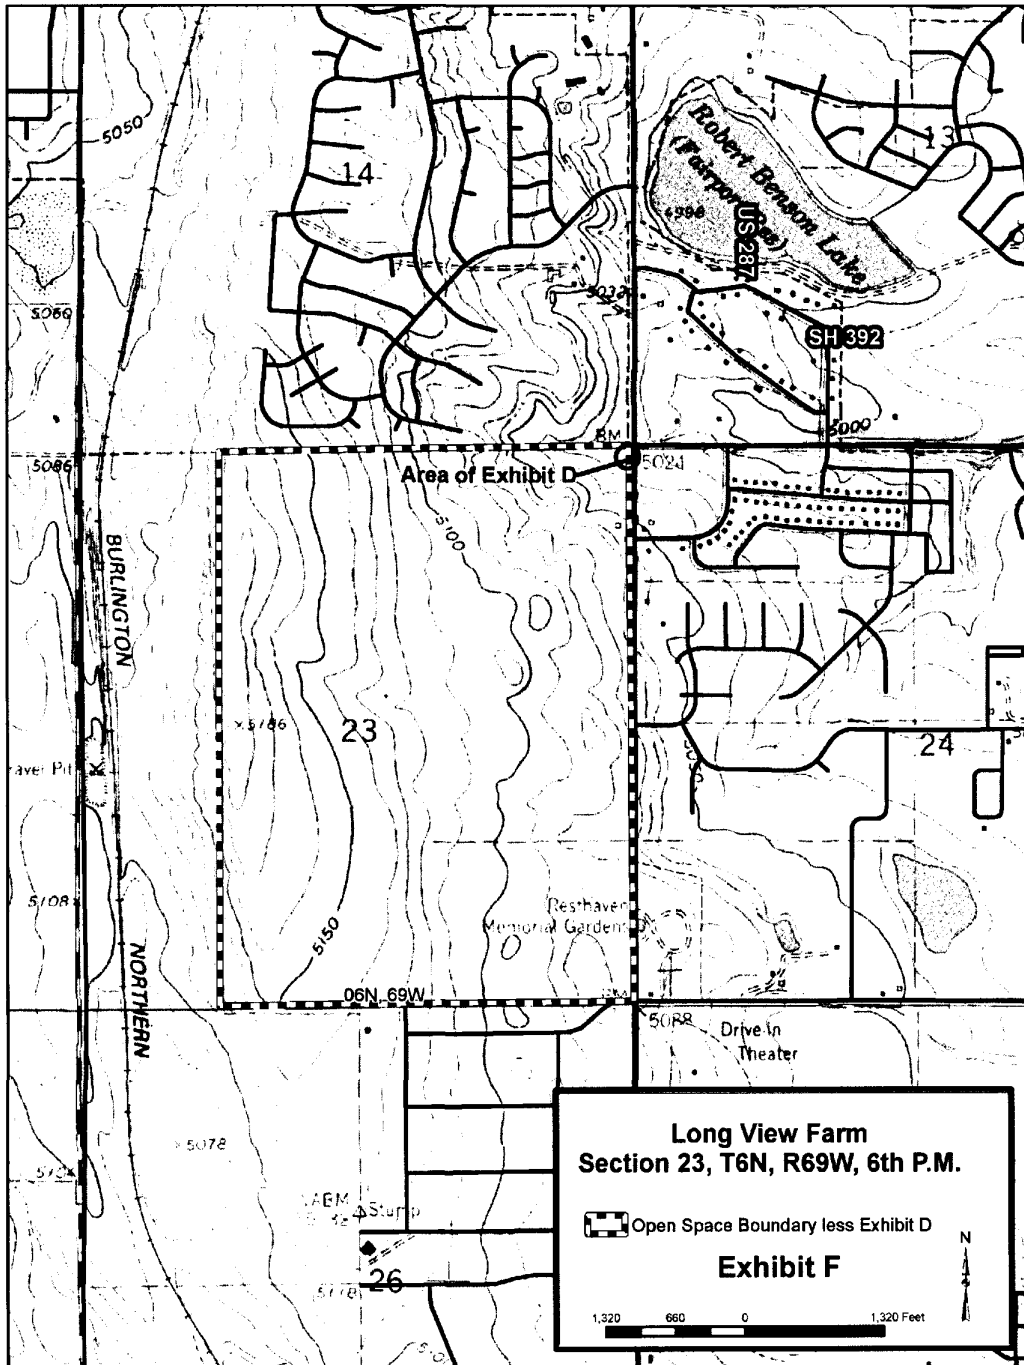 5050
14
13
Robert Benson Lake
(Fairport Res)
4996
US 287
5060
5032
SH 392
5000
BM
5086
Area of Exhibit D
5024
5100
BURLINGTON
5186
23
24
5108
Resthaven
Memorial Gardens
5150
06N, 69W
NORTHERN
5088
Drive In
Theater
5078
Stump
26
Long View Farm
Section 23, T6N, R69W, 6th P.M.
Open Space Boundary less Exhibit D
N
Exhibit F
1,320 660 0 1,320 Feet